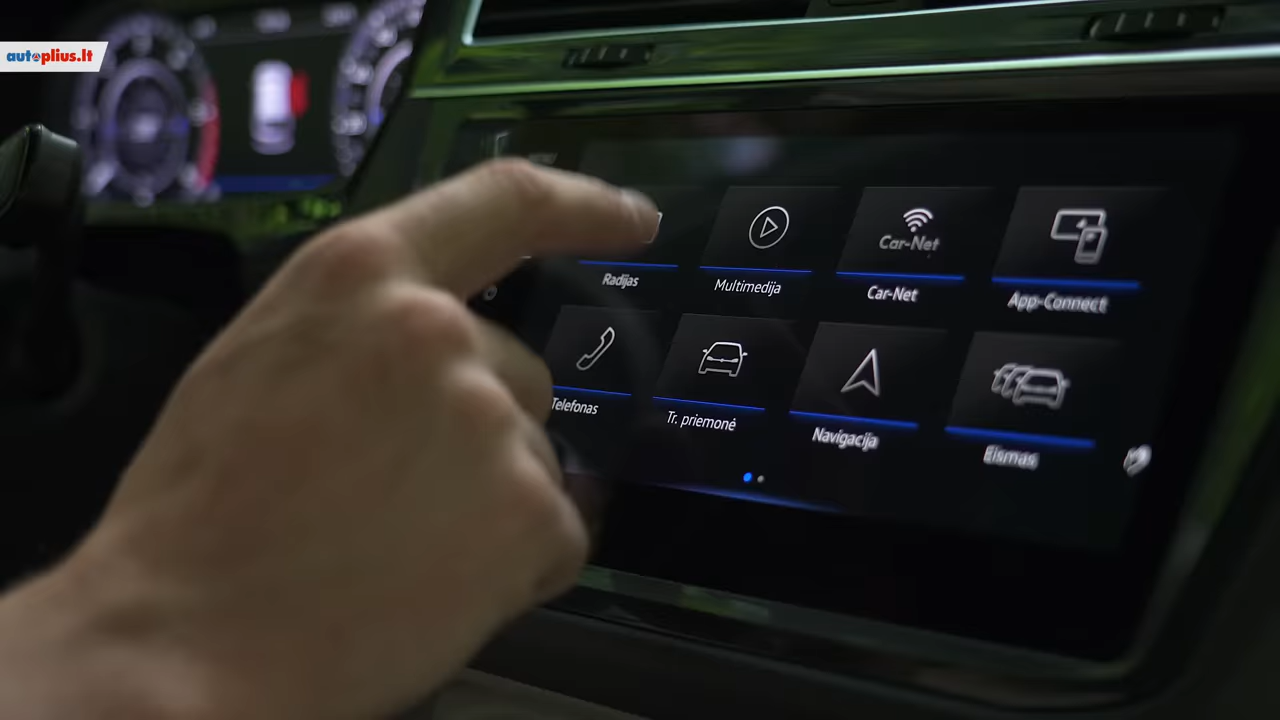 autoplius.lt
Car-Net
Radijas
Multimedija
Car-Net
App-Connect
Telefonas
Tr. priemonė
Navigacija
Eismas